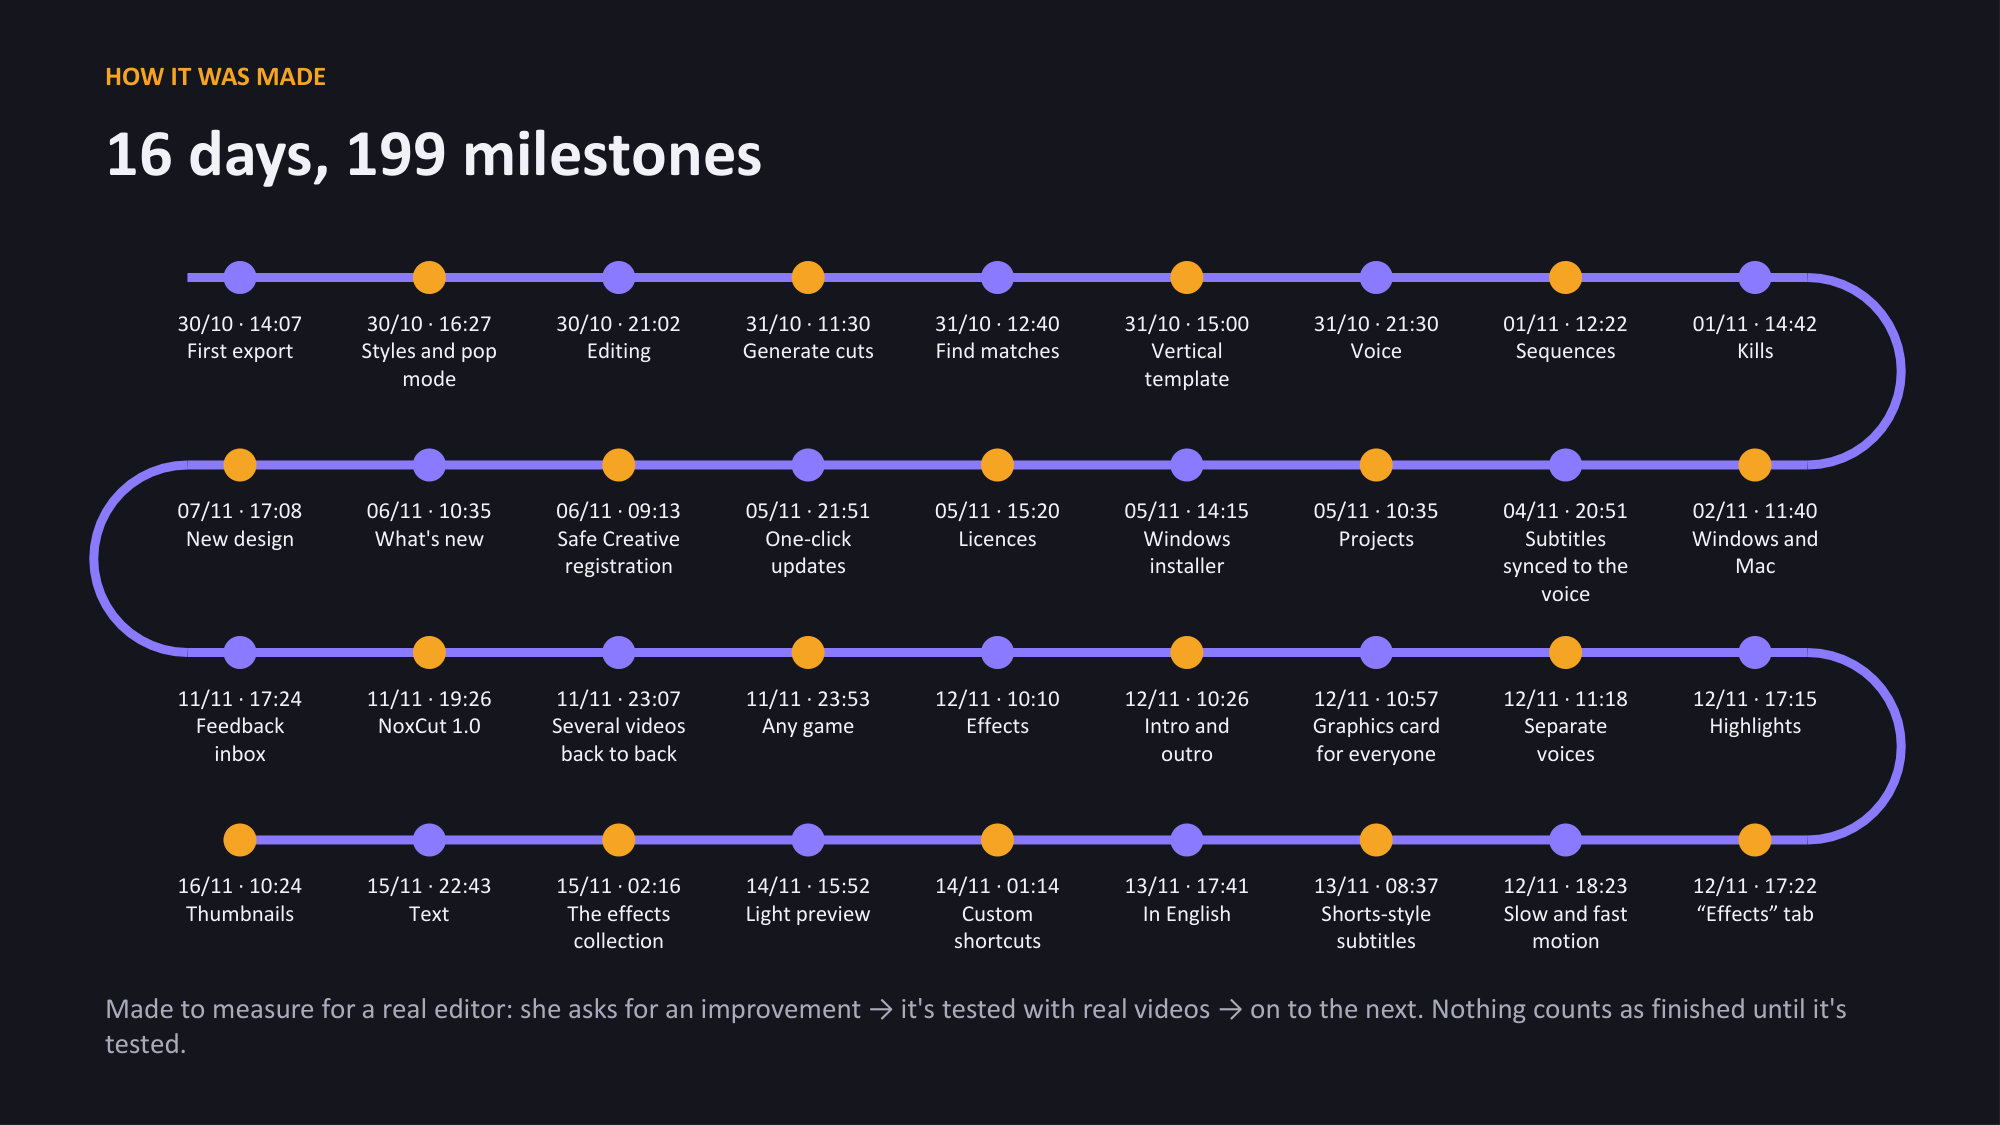 HOW IT WAS MADE
16 days, 199 milestones
30/10 · 14:07
First export
30/10 · 16:27
Styles and pop
mode
30/10 · 21:02
Editing
31/10 · 11:30
Generate cuts
31/10 · 12:40
Find matches
31/10 · 15:00
Vertical
template
31/10 · 21:30
Voice
01/11 · 12:22
Sequences
01/11 · 14:42
Kills
07/11 · 17:08
New design
06/11 · 10:35
What's new
06/11 · 09:13
Safe Creative
registration
05/11 · 21:51
One-click
updates
05/11 · 15:20
Licences
05/11 · 14:15
Windows
installer
05/11 · 10:35
Projects
04/11 · 20:51
Subtitles
synced to the
voice
02/11 · 11:40
Windows and
Mac
11/11 · 17:24
Feedback
inbox
11/11 · 19:26
NoxCut 1.0
11/11 · 23:07
Several videos
back to back
11/11 · 23:53
Any game
12/11 · 10:10
Effects
12/11 · 10:26
Intro and
outro
12/11 · 10:57
Graphics card
for everyone
12/11 · 11:18
Separate
voices
12/11 · 17:15
Highlights
16/11 · 10:24
Thumbnails
15/11 · 22:43
Text
15/11 · 02:16
The effects
collection
14/11 · 15:52
Light preview
14/11 · 01:14
Custom
shortcuts
13/11 · 17:41
In English
13/11 · 08:37
Shorts-style
subtitles
12/11 · 18:23
Slow and fast
motion
12/11 · 17:22
“Effects” tab
Made to measure for a real editor: she asks for an improvement → it's tested with real videos → on to the next. Nothing counts as finished until it's
tested.